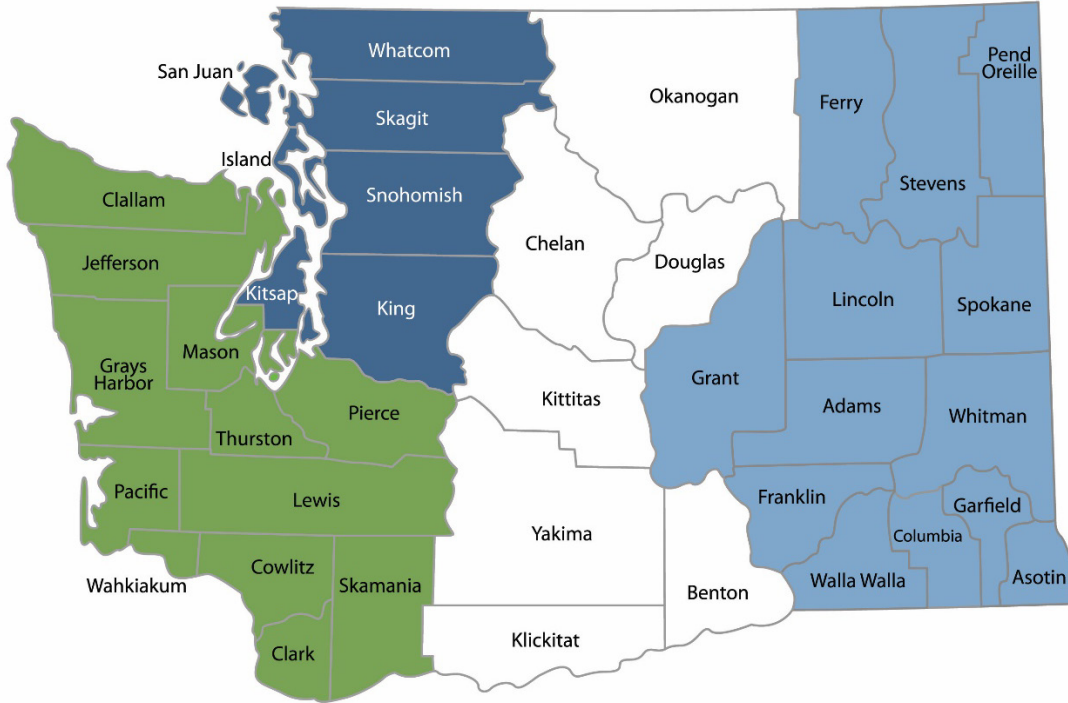 Whatcom
San Juan
Skagit
Okanogan
Ferry
Pend
Oreille
Island
Snohomish
Stevens
Clallam
Jefferson
Chelan
Douglas
Kitsap
King
Lincoln
Spokane
Mason
Grays
Harbor
Grant
Kittitas
Adams
Whitman
Pierce
Thurston
Pacific
Lewis
Franklin
Garfield
Yakima
Columbia
Wahkiakum
Cowlitz
Skamania
Benton
Walla Walla
Asotin
Klickitat
Clark